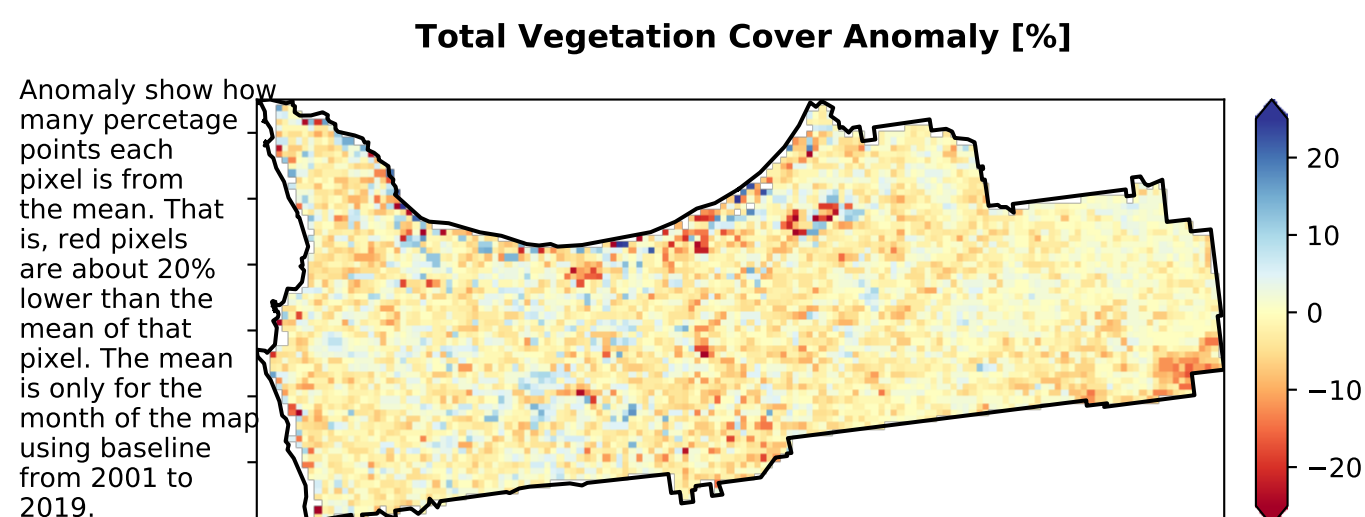 Total Vegetation Cover Anomaly [%]
Anomaly show how
many percetage
points each
pixel is from
the mean. That
is, red pixels
are about 20%
lower than the
mean of that
pixel. The mean
is only for the
month of the map
using baseline
from 2001 to
2019.
20
10
0
−10
−20